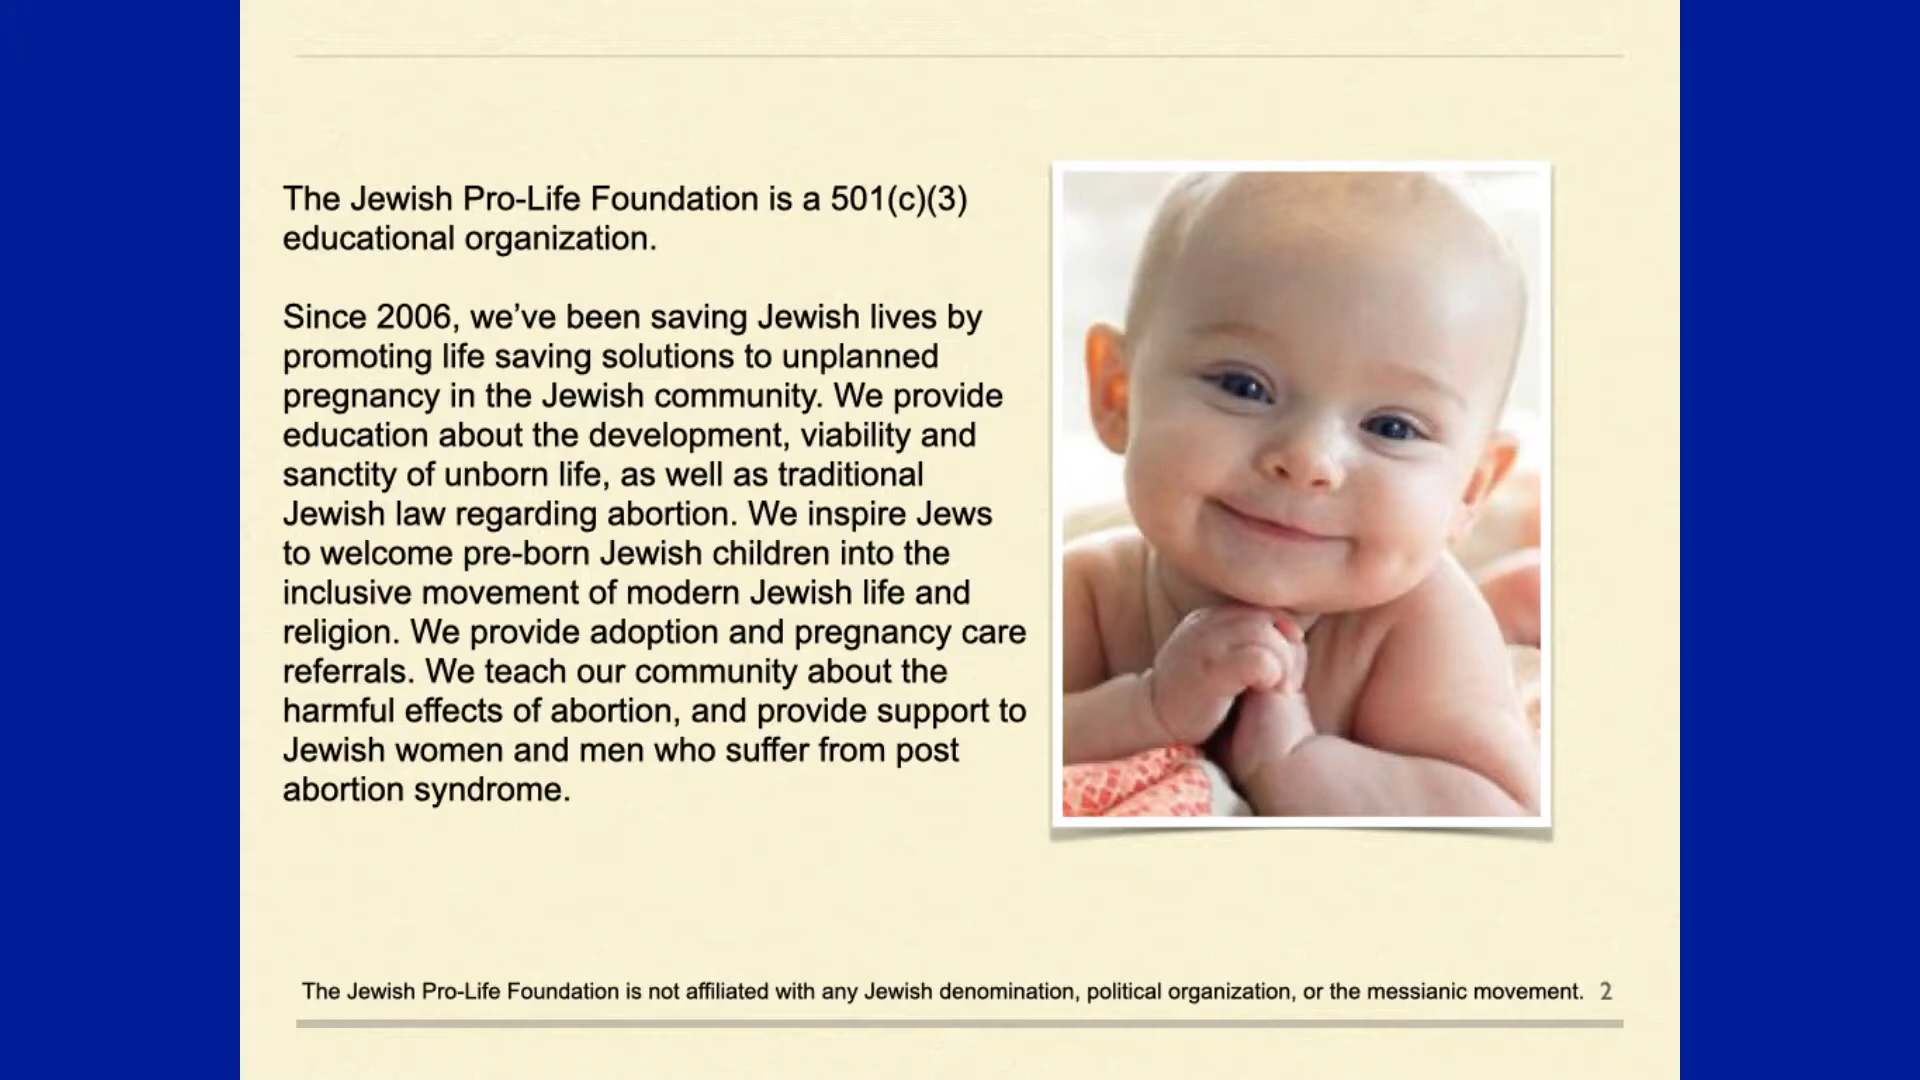 The Jewish Pro-Life Foundation is a 501(c)(3)
educational organization.
Since 2006, we’ve been saving Jewish lives by
promoting life saving solutions to unplanned
pregnancy in the Jewish community. We provide
education about the development, viability and
sanctity of unborn life, as well as traditional
Jewish law regarding abortion. We inspire Jews
to welcome pre-born Jewish children into the
inclusive movement of modern Jewish life and
religion. We provide adoption and pregnancy care
referrals. We teach our community about the
harmful effects of abortion, and provide support to
Jewish women and men who suffer from post
abortion syndrome.
The Jewish Pro-Life Foundation is not affiliated with any Jewish denomination, political organization, or the messianic movement. 2